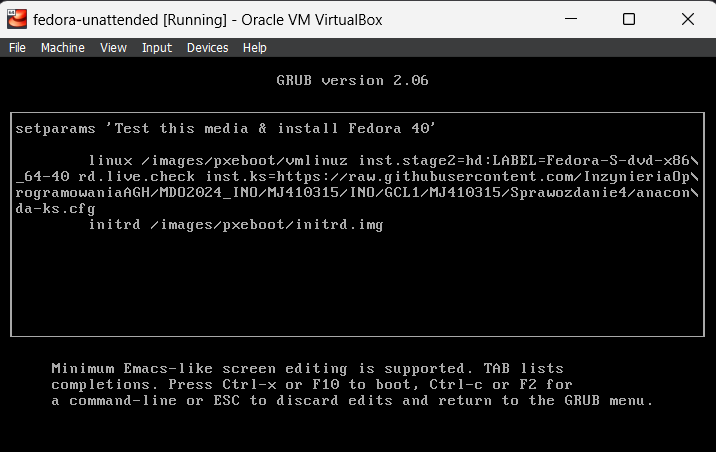 fedora-unattended [Running] - Oracle VM VirtualBox
File Machine View Input Devices Help
GRUB version 2.06
setparams 'Test this media & install Fedora 40'
linux /images/pxeboot/vmlinuz inst.stage2=hd:LABEL=Fedora-S-dvd-x86\
_64-40 rd.live.check inst.ks=https://raw.githubusercontent.com/InzynieriaOp\
rogramowaniaAGH/MDO2024_INO/MJ410315/INO/GCL1/MJ410315/Sprawozdanie4/anacon\
da-ks.cfg
initrd /images/pxeboot/initrd.img
Minimum Emacs-like screen editing is supported. TAB lists
completions. Press Ctrl-x or F10 to boot, Ctrl-c or F2 for
a command-line or ESC to discard edits and return to the GRUB menu.